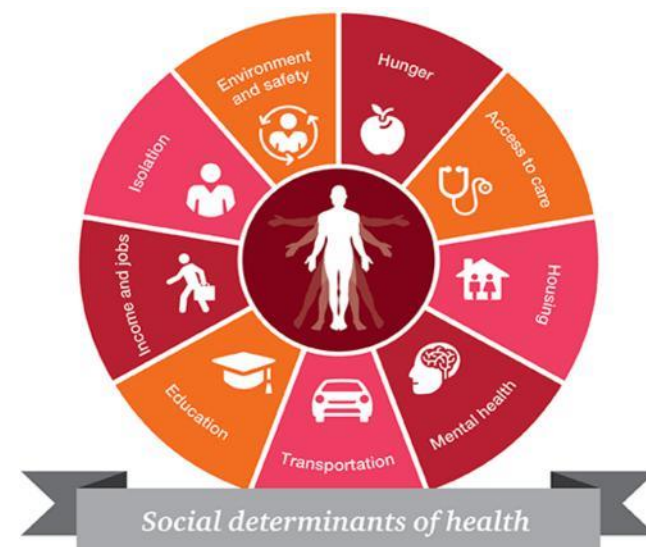 Environment
and safety
Hunger
Access to care
Housing
Mental health
Transportation
Education
Income and jobs
Isolation
Social determinants of health